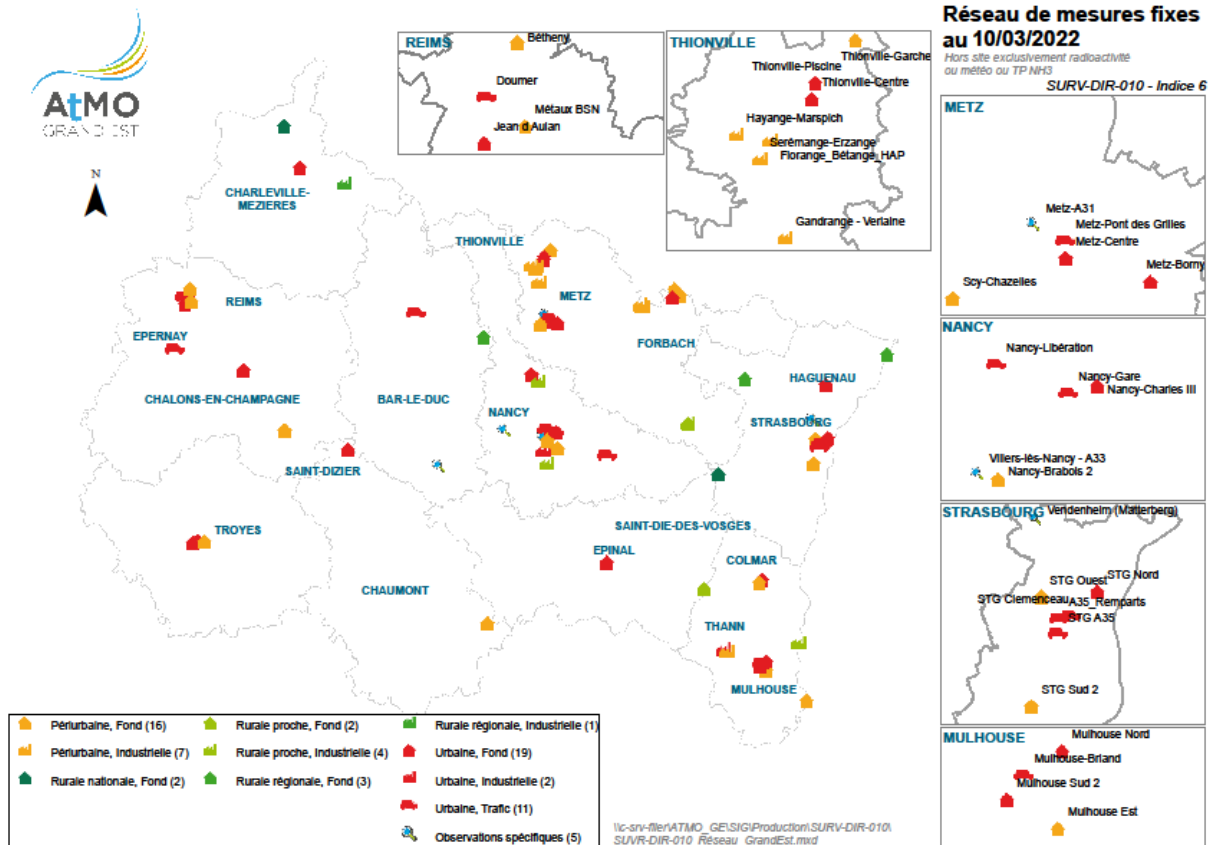 AtMO
GRAND EST
N
Réseau de mesures fixes
au 10/03/2022
Hors site exclusivement radioactivité
ou météo ou TP NH3
SURV-DIR-010 - Indice 6
REIMS
Bétheny
Doumer
Métaux BSN
Jean d'Aulan
THIONVILLE
Thionville-Garche
Thionville-Piscine
Thionville-Centre
Hayange-Marspich
Serémange-Erzange
Florange_Bétange_HAP
Gandrange - Verlaine
METZ
Metz-A31
Metz-Pont des Grilles
Metz-Centre
Metz-Borny
Scy-Chazelles
NANCY
Nancy-Libération
Nancy-Gare
Nancy-Charles III
Villers-lès-Nancy - A33
Nancy-Brabois 2
STRASBOURG
Vendenheim (Matterberg)
STG Ouest
STG Nord
STG Clemenceau
A35_Remparts
STG A35
STG Sud 2
MULHOUSE
Mulhouse Nord
Mulhouse-Briand
Mulhouse Sud 2
Mulhouse Est
CHARLEVILLE-
MEZIERES
THIONVILLE
REIMS
METZ
EPERNAY
FORBACH
CHALONS-EN-CHAMPAGNE
BAR-LE-DUC
HAGUENAU
NANCY
STRASBOURG
SAINT-DIZIER
TROYES
SAINT-DIE-DES-VOSGES
EPINAL
COLMAR
CHAUMONT
THANN
MULHOUSE
Périurbaine, Fond (16)
Périurbaine, Industrielle (7)
Rurale nationale, Fond (2)
Rurale proche, Fond (2)
Rurale proche, Industrielle (4)
Rurale régionale, Fond (3)
Rurale régionale, Industrielle (1)
Urbaine, Fond (19)
Urbaine, Industrielle (2)
Urbaine, Trafic (11)
Observations spécifiques (5)
\\c-srv-filer\ATMO_GE\SIG\Production\SURV-DIR-010\
SUVR-DIR-010_Réseau_GrandEst.mxd